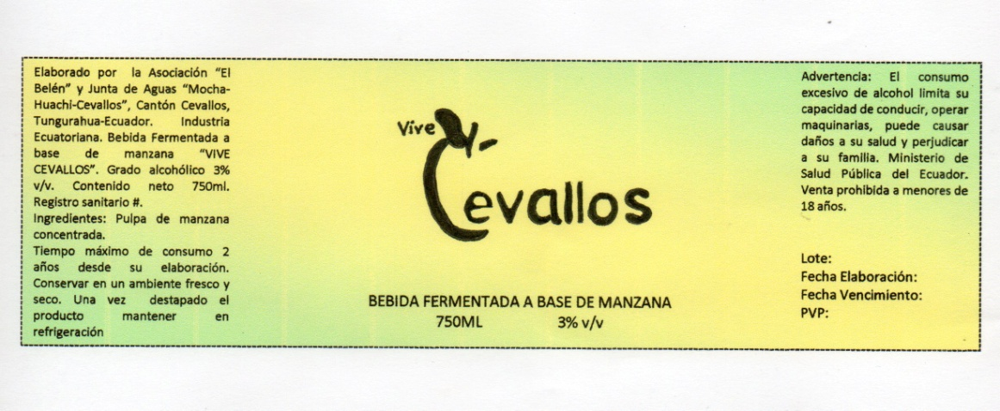 Elaborado por la Asociación "El
Belén" y Junta de Aguas "Mocha-
Huachi-Cevallos", Cantón Cevallos,
Tungurahua-Ecuador. Industria
Ecuatoriana. Bebida Fermentada a
base de manzana "VIVE
CEVALLOS". Grado alcohólico 3%
v/v. Contenido neto 750ml.
Registro sanitario #.
Ingredientes: Pulpa de manzana
concentrada.
Tiempo máximo de consumo 2
años desde su elaboración.
Conservar en un ambiente fresco y
seco. Una vez destapado el
producto mantener en
refrigeración
Vive
Cevallos
BEBIDA FERMENTADA A BASE DE MANZANA
750ML 3% v/v
Advertencia: El consumo
excesivo de alcohol limita su
capacidad de conducir, operar
maquinarias, puede causar
daños a su salud y perjudicar
a su familia. Ministerio de
Salud Pública del Ecuador.
Venta prohibida a menores de
18 años.
Lote:
Fecha Elaboración:
Fecha Vencimiento:
PVP: